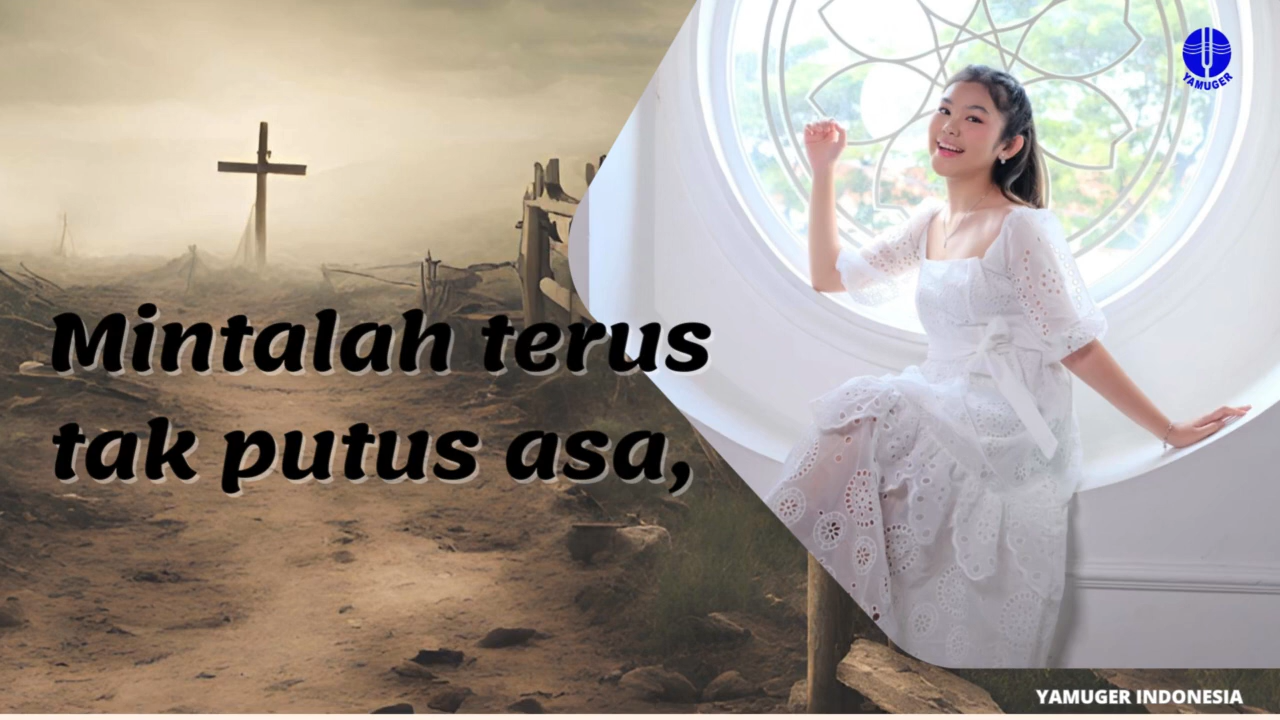 YAMUGER
Mintalah terus
tak putus asa,
YAMUGER INDONESIA